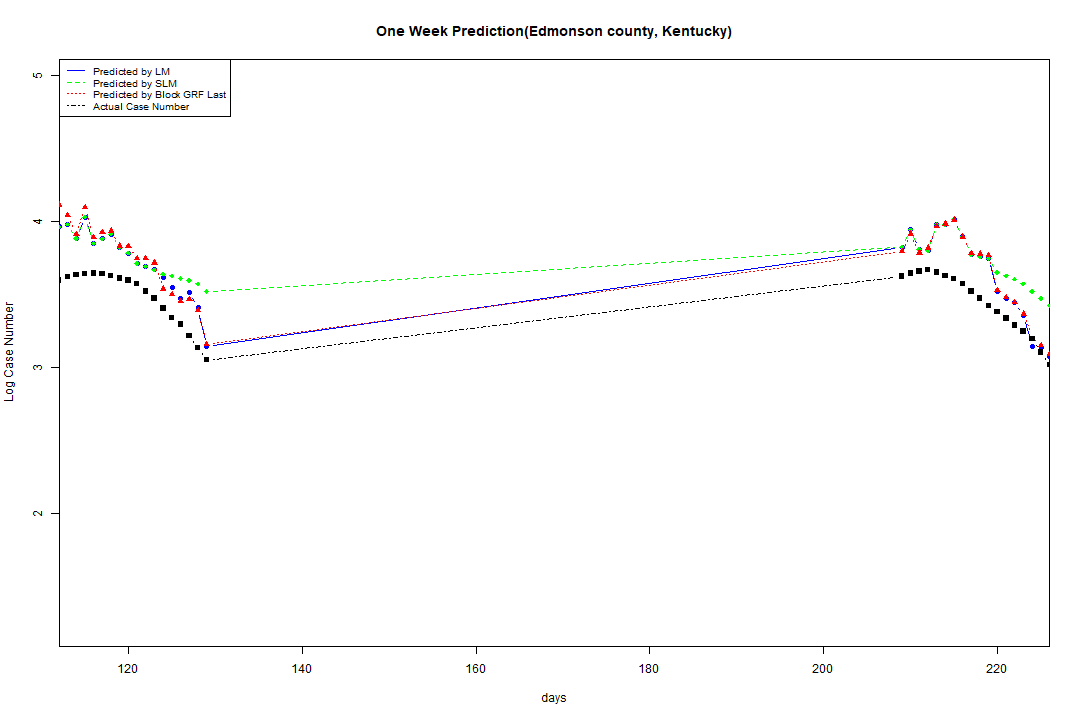 One Week Prediction(Edmonson county, Kentucky)
Predicted by LM
Predicted by SLM
Predicted by Block GRF Last
Actual Case Number
5
4
3
2
Log Case Number
120 140 160 180 200 220
days